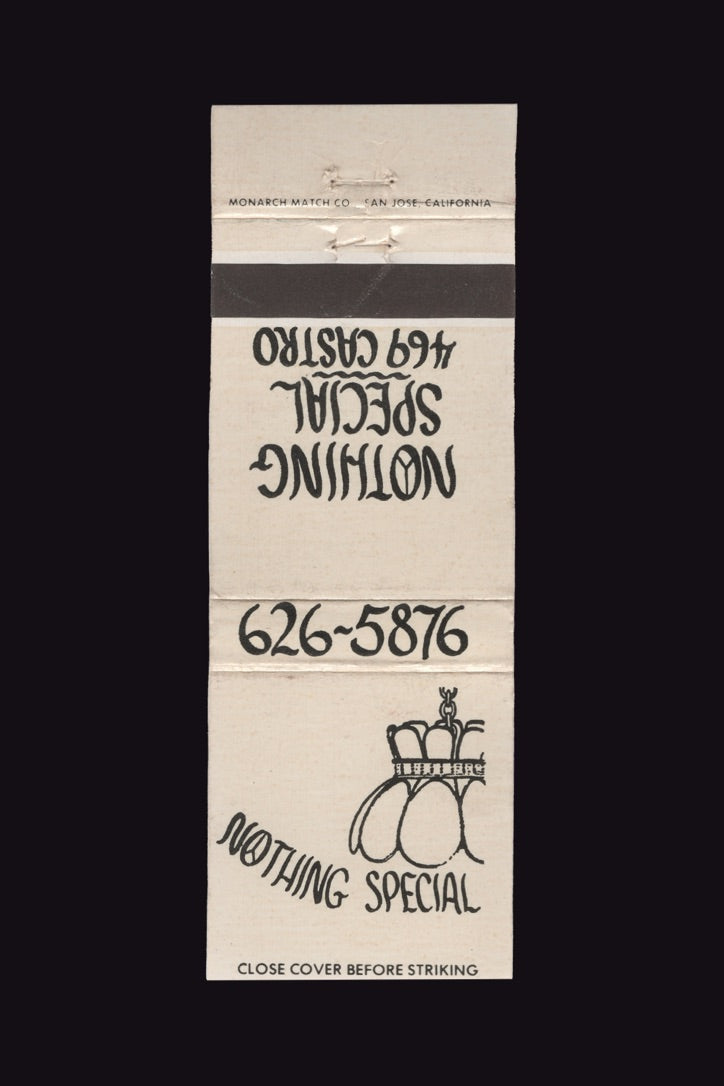 MONARCH MATCH CO. SAN JOSE, CALIFORNIA
NOTHING
SPECIAL
469 CASTRO
626-5876
NOTHING SPECIAL
CLOSE COVER BEFORE STRIKING